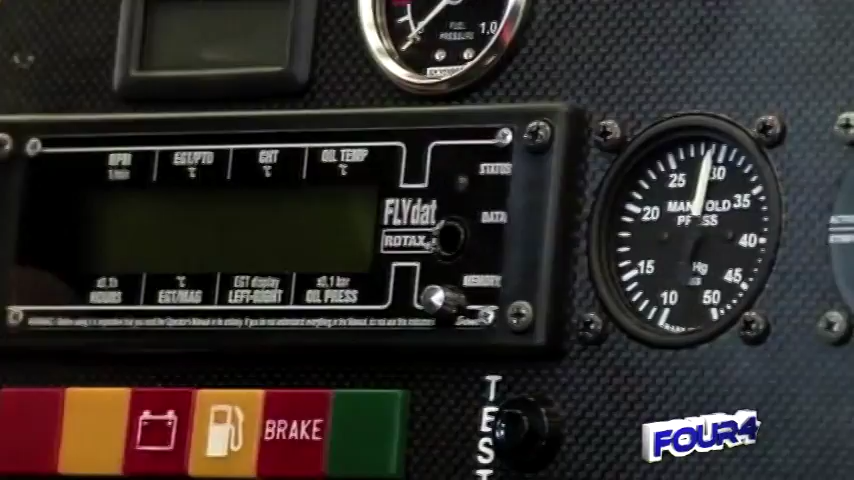 FUEL
PRESSURE
1.0
RPM
1/min
EGT/PTO
°C
CHT
°C
OIL TEMP
°C
STATUS
FLYdat
DATA
ROTAX
MEMORY
x0,1h
HOURS
°C
EGT/MAG
EGT display
LEFT-RIGHT
x0,1 bar
OIL PRESS
25
30
20
35
MANIFOLD
PRESS
40
15
Hg
45
10
50
BRAKE
TEST
FOUR4